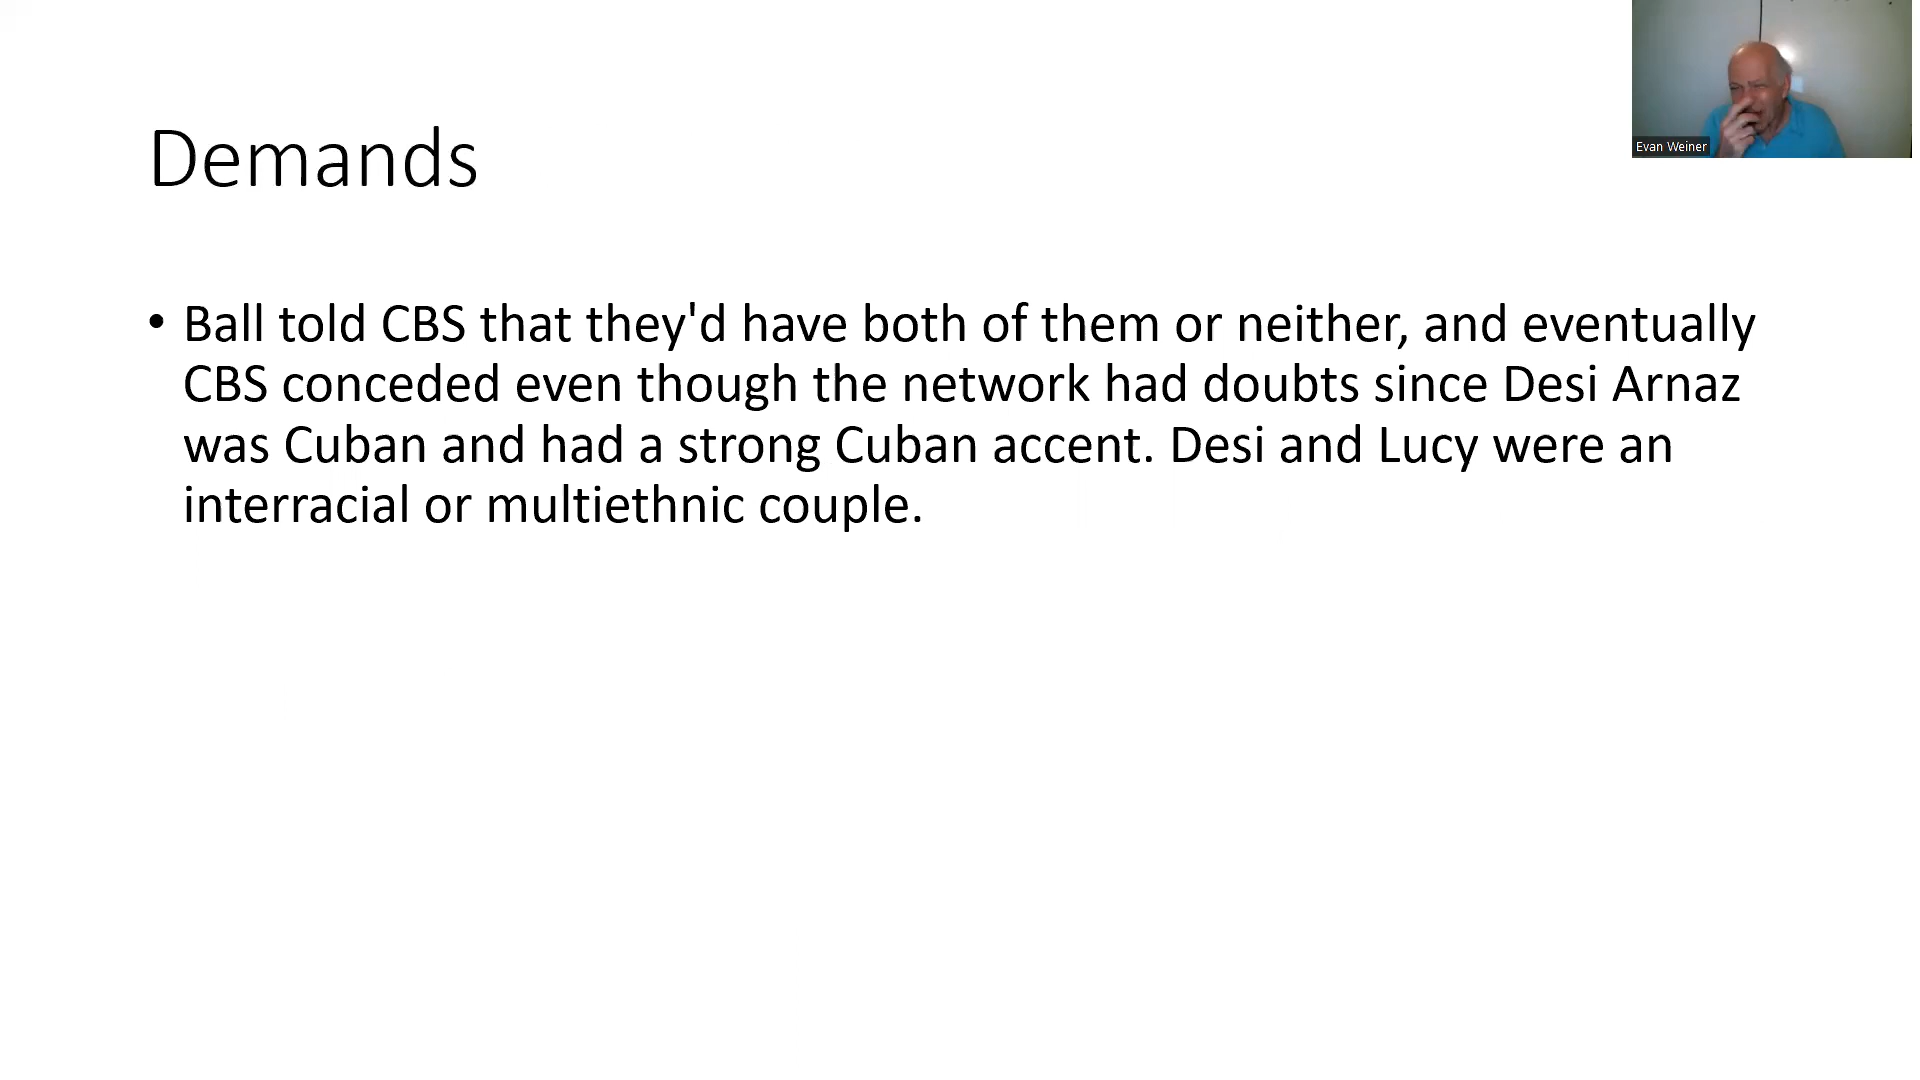 Evan Weiner
Demands
• Ball told CBS that they'd have both of them or neither, and eventually
CBS conceded even though the network had doubts since Desi Arnaz
was Cuban and had a strong Cuban accent. Desi and Lucy were an
interracial or multiethnic couple.